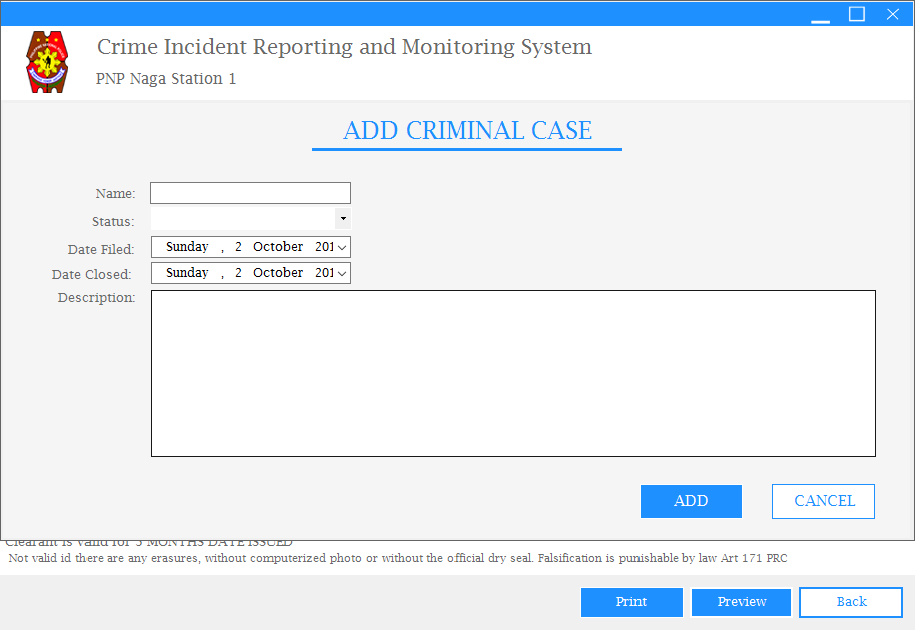 Crime Incident Reporting and Monitoring System
PNP Naga Station 1
ADD CRIMINAL CASE
Name:
Status:
Date Filed: Sunday , 2 October 201
Date Closed: Sunday , 2 October 201
Description:
ADD CANCEL
Clearant is valid for 3 MONTHS DATE ISSUED
Not valid id there are any erasures, without computerized photo or without the official dry seal. Falsification is punishable by law Art 171 PRC
Print Preview Back